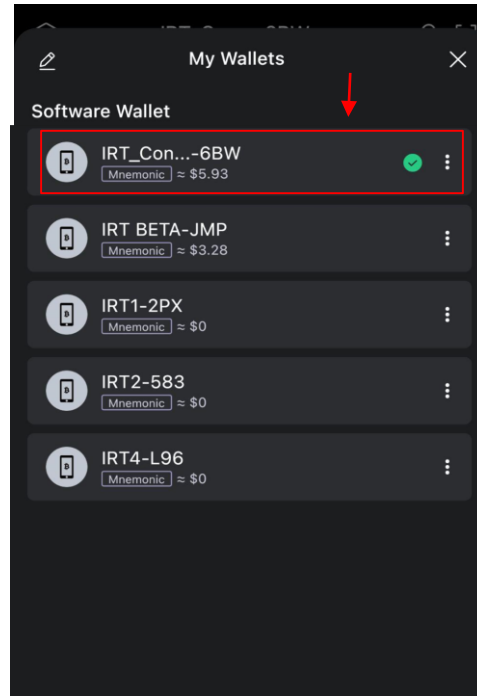 My Wallets
Software Wallet
IRT_Con...-6BW
Mnemonic ≈ $5.93
IRT BETA-JMP
Mnemonic ≈ $3.28
IRT1-2PX
Mnemonic ≈ $0
IRT2-583
Mnemonic ≈ $0
IRT4-L96
Mnemonic ≈ $0